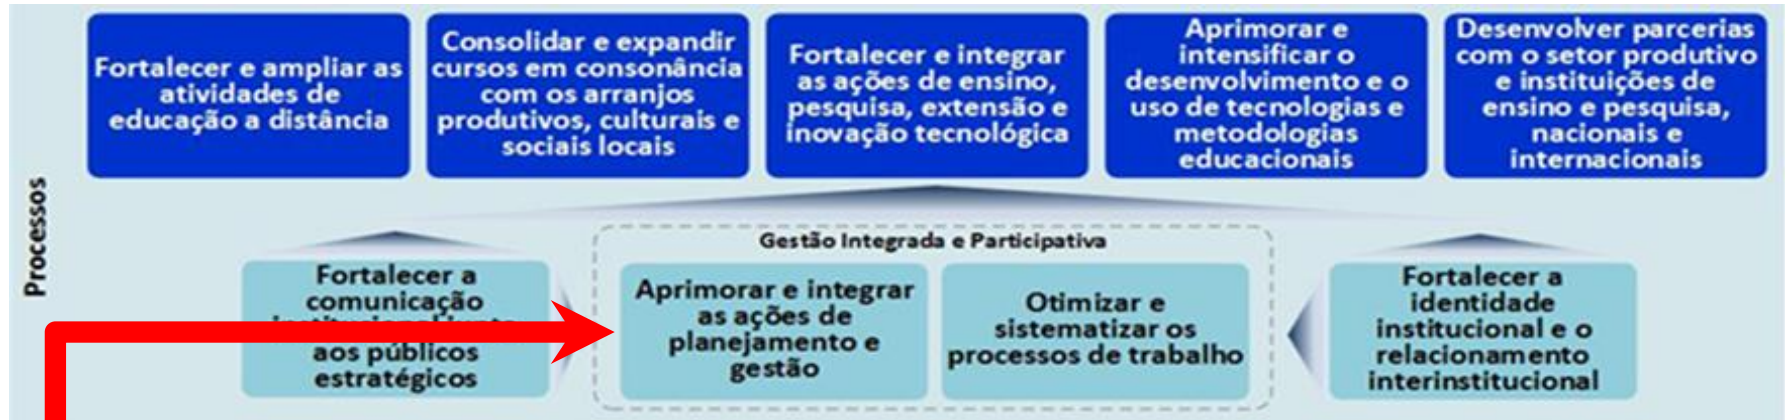 Processos
Fortalecer e ampliar as
atividades de
educação a distância
Consolidar e expandir
cursos em consonância
com os arranjos
produtivos, culturais e
sociais locais
Fortalecer e integrar
as ações de ensino,
pesquisa, extensão e
inovação tecnológica
Aprimorar e
intensificar o
desenvolvimento e o
uso de tecnologias e
metodologias
educacionais
Desenvolver parcerias
com o setor produtivo
e instituições de
ensino e pesquisa,
nacionais e
internacionais
Fortalecer a
comunicação
aos públicos
estratégicos
Gestão Integrada e Participativa
Aprimorar e integrar
as ações de
planejamento e
gestão
Otimizar e
sistematizar os
processos de trabalho
Fortalecer a
identidade
institucional e o
relacionamento
interinstitucional